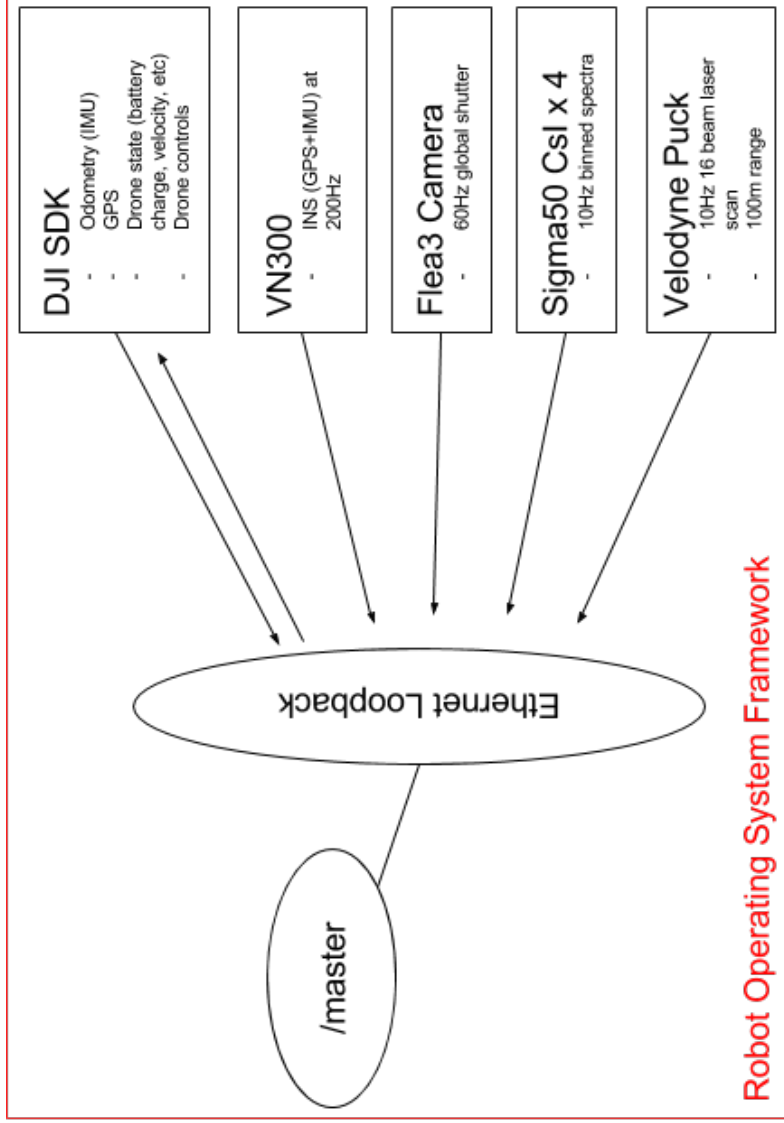 DJI SDK
- Odometry (IMU)
- GPS
- Drone state (battery
charge, velocity, etc)
- Drone controls
VN300
- INS (GPS+IMU) at
200Hz
Flea3 Camera
- 60Hz global shutter
Sigma50 CsI x 4
- 10Hz binned spectra
Velodyne Puck
- 10Hz 16 beam laser
scan
- 100m range
Ethernet Loopback
/master
Robot Operating System Framework